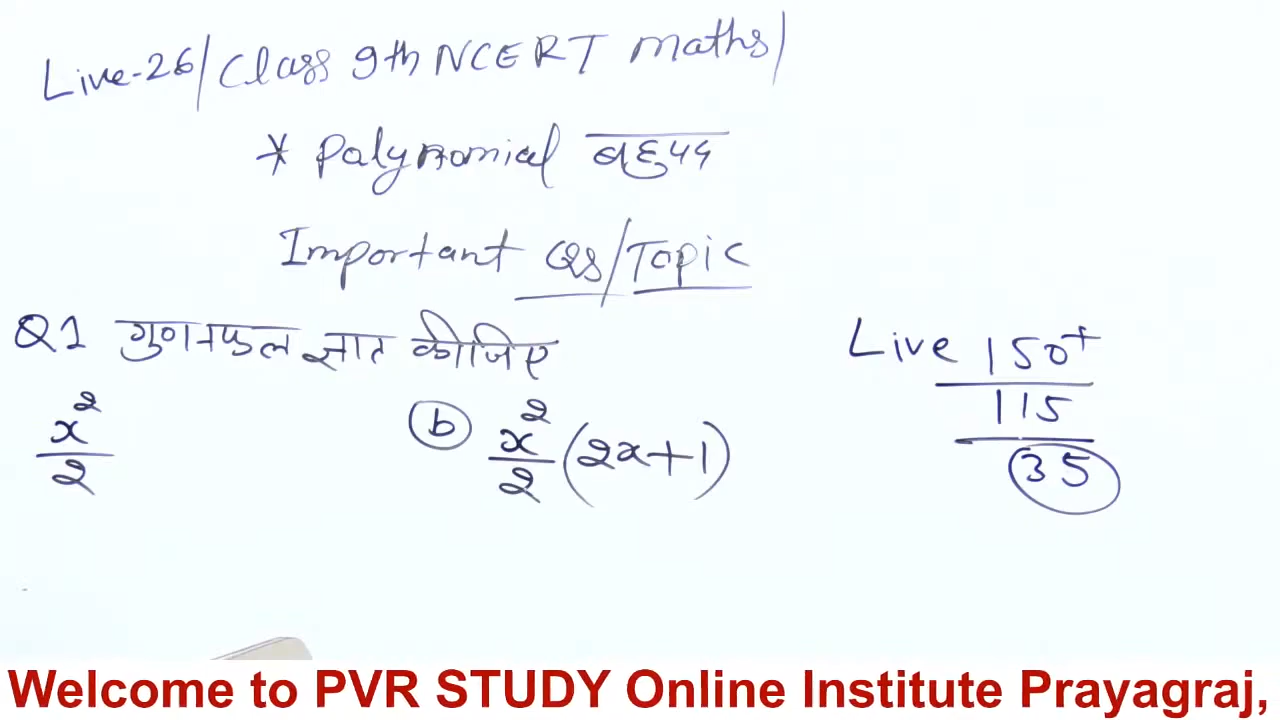 Live-26/Class 9th NCERT maths/
* Palynomial बहुपद
Important QS/Topic
Q1 गुणनफल ज्ञात कीजिए
x²/2
(b) x²/2 (2x+1)
Live 150+
115
35
Welcome to PVR STUDY Online Institute Prayagraj,